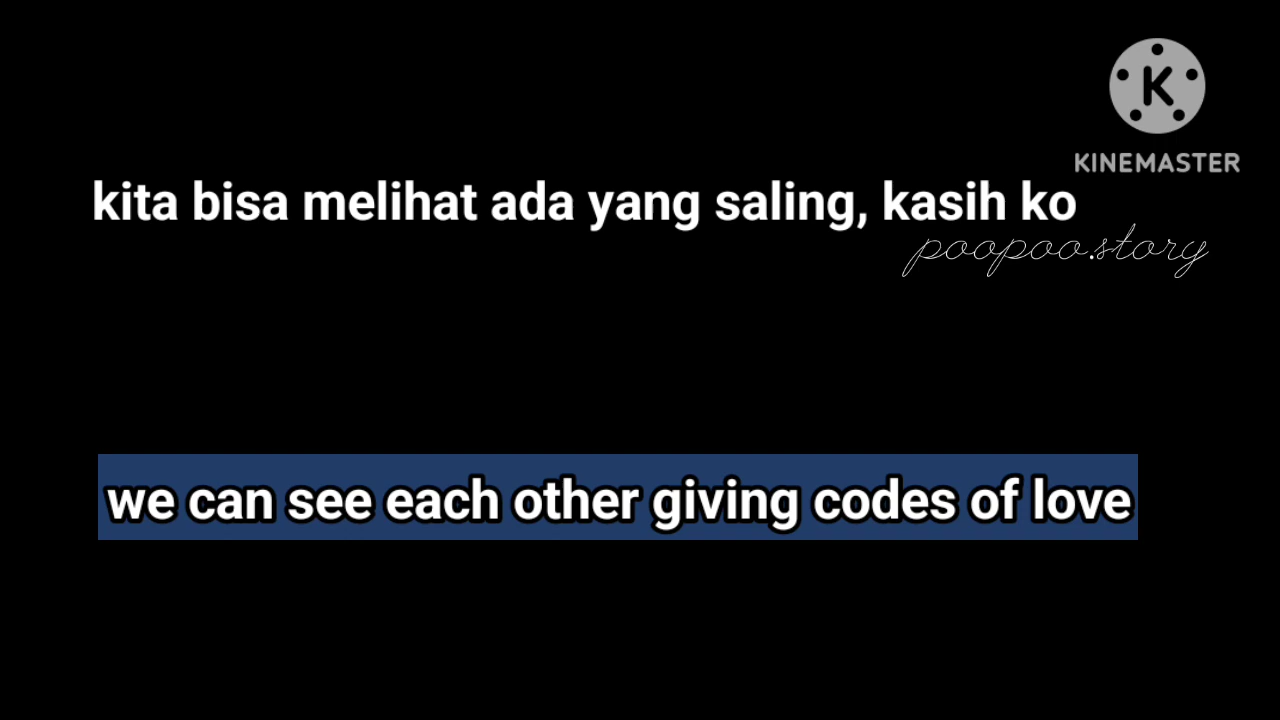 K
KINEMASTER
kita bisa melihat ada yang saling, kasih ko
poopoo.story
we can see each other giving codes of love